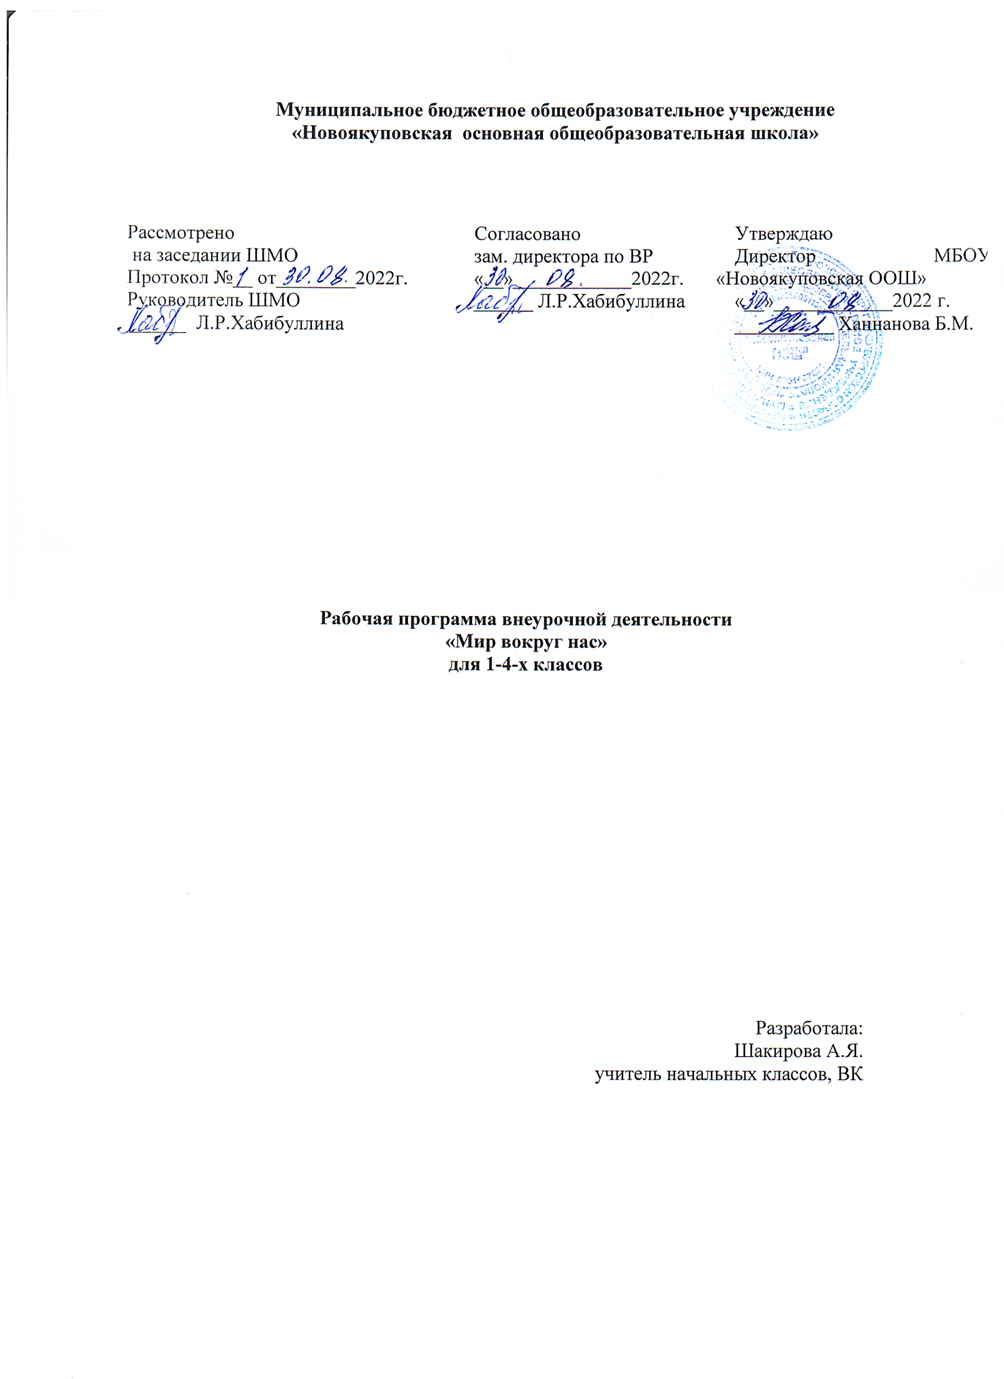 Муниципальное бюджетное общеобразовательное учреждение
«Новоякуповская основная общеобразовательная школа»
Рассмотрено
на заседании ШМО
Протокол №1 от 30.08.2022г.
Руководитель ШМО
Л.Р.Хабибуллина
Согласовано
зам. директора по ВР
«30» 08. 2022г.
Л.Р.Хабибуллина
Утверждаю
Директор МБОУ
«Новоякуповская ООШ»
«30» 08 2022 г.
Ханнанова Б.М.
Рабочая программа внеурочной деятельности
«Мир вокруг нас»
для 1-4-х классов
Разработала:
Шакирова А.Я.
учитель начальных классов, ВК